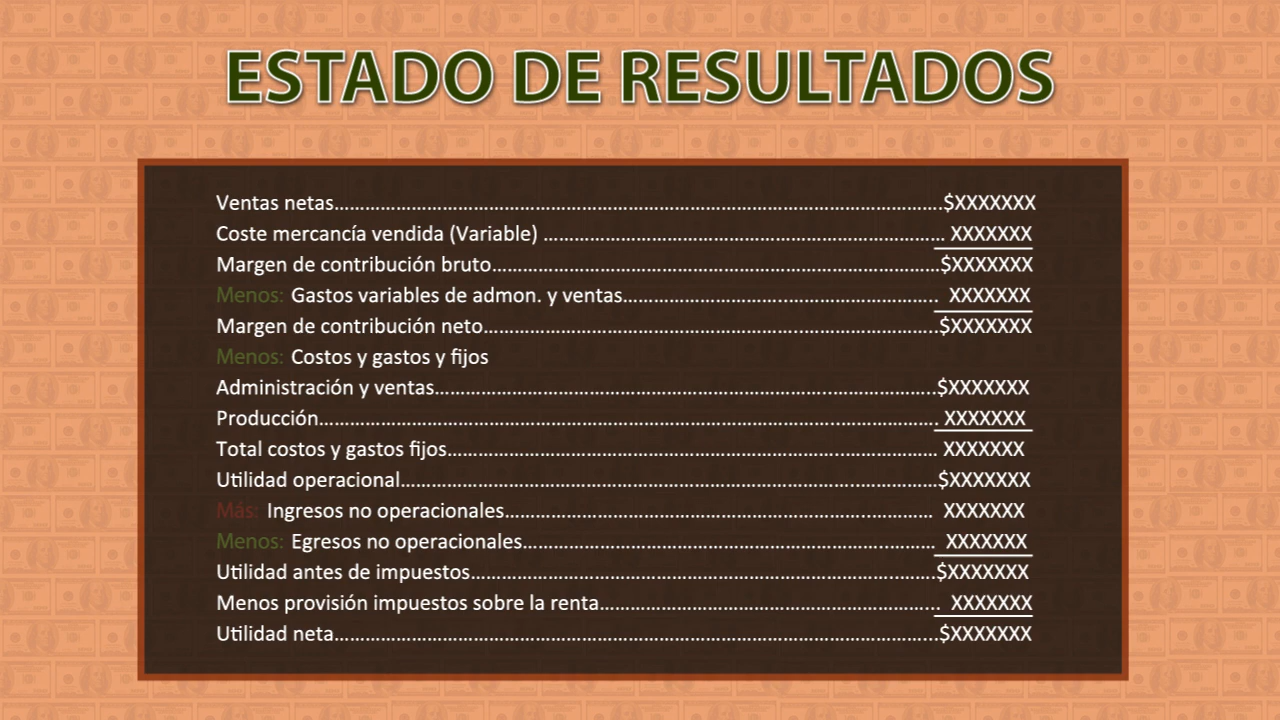 ESTADO DE RESULTADOS
Ventas netas.......................................................................................................$XXXXXXX
Coste mercancía vendida (Variable) .................................................................... XXXXXXX
Margen de contribución bruto............................................................................$XXXXXXX
Menos: Gastos variables de admon. y ventas..................................................... XXXXXXX
Margen de contribución neto.............................................................................$XXXXXXX
Menos: Costos y gastos y fijos
Administración y ventas.....................................................................................$XXXXXXX
Producción......................................................................................................... XXXXXXX
Total costos y gastos fijos................................................................................... XXXXXXX
Utilidad operacional...........................................................................................$XXXXXXX
Más: Ingresos no operacionales......................................................................... XXXXXXX
Menos: Egresos no operacionales...................................................................... XXXXXXX
Utilidad antes de impuestos...............................................................................$XXXXXXX
Menos provisión impuestos sobre la renta......................................................... XXXXXXX
Utilidad neta.......................................................................................................$XXXXXXX